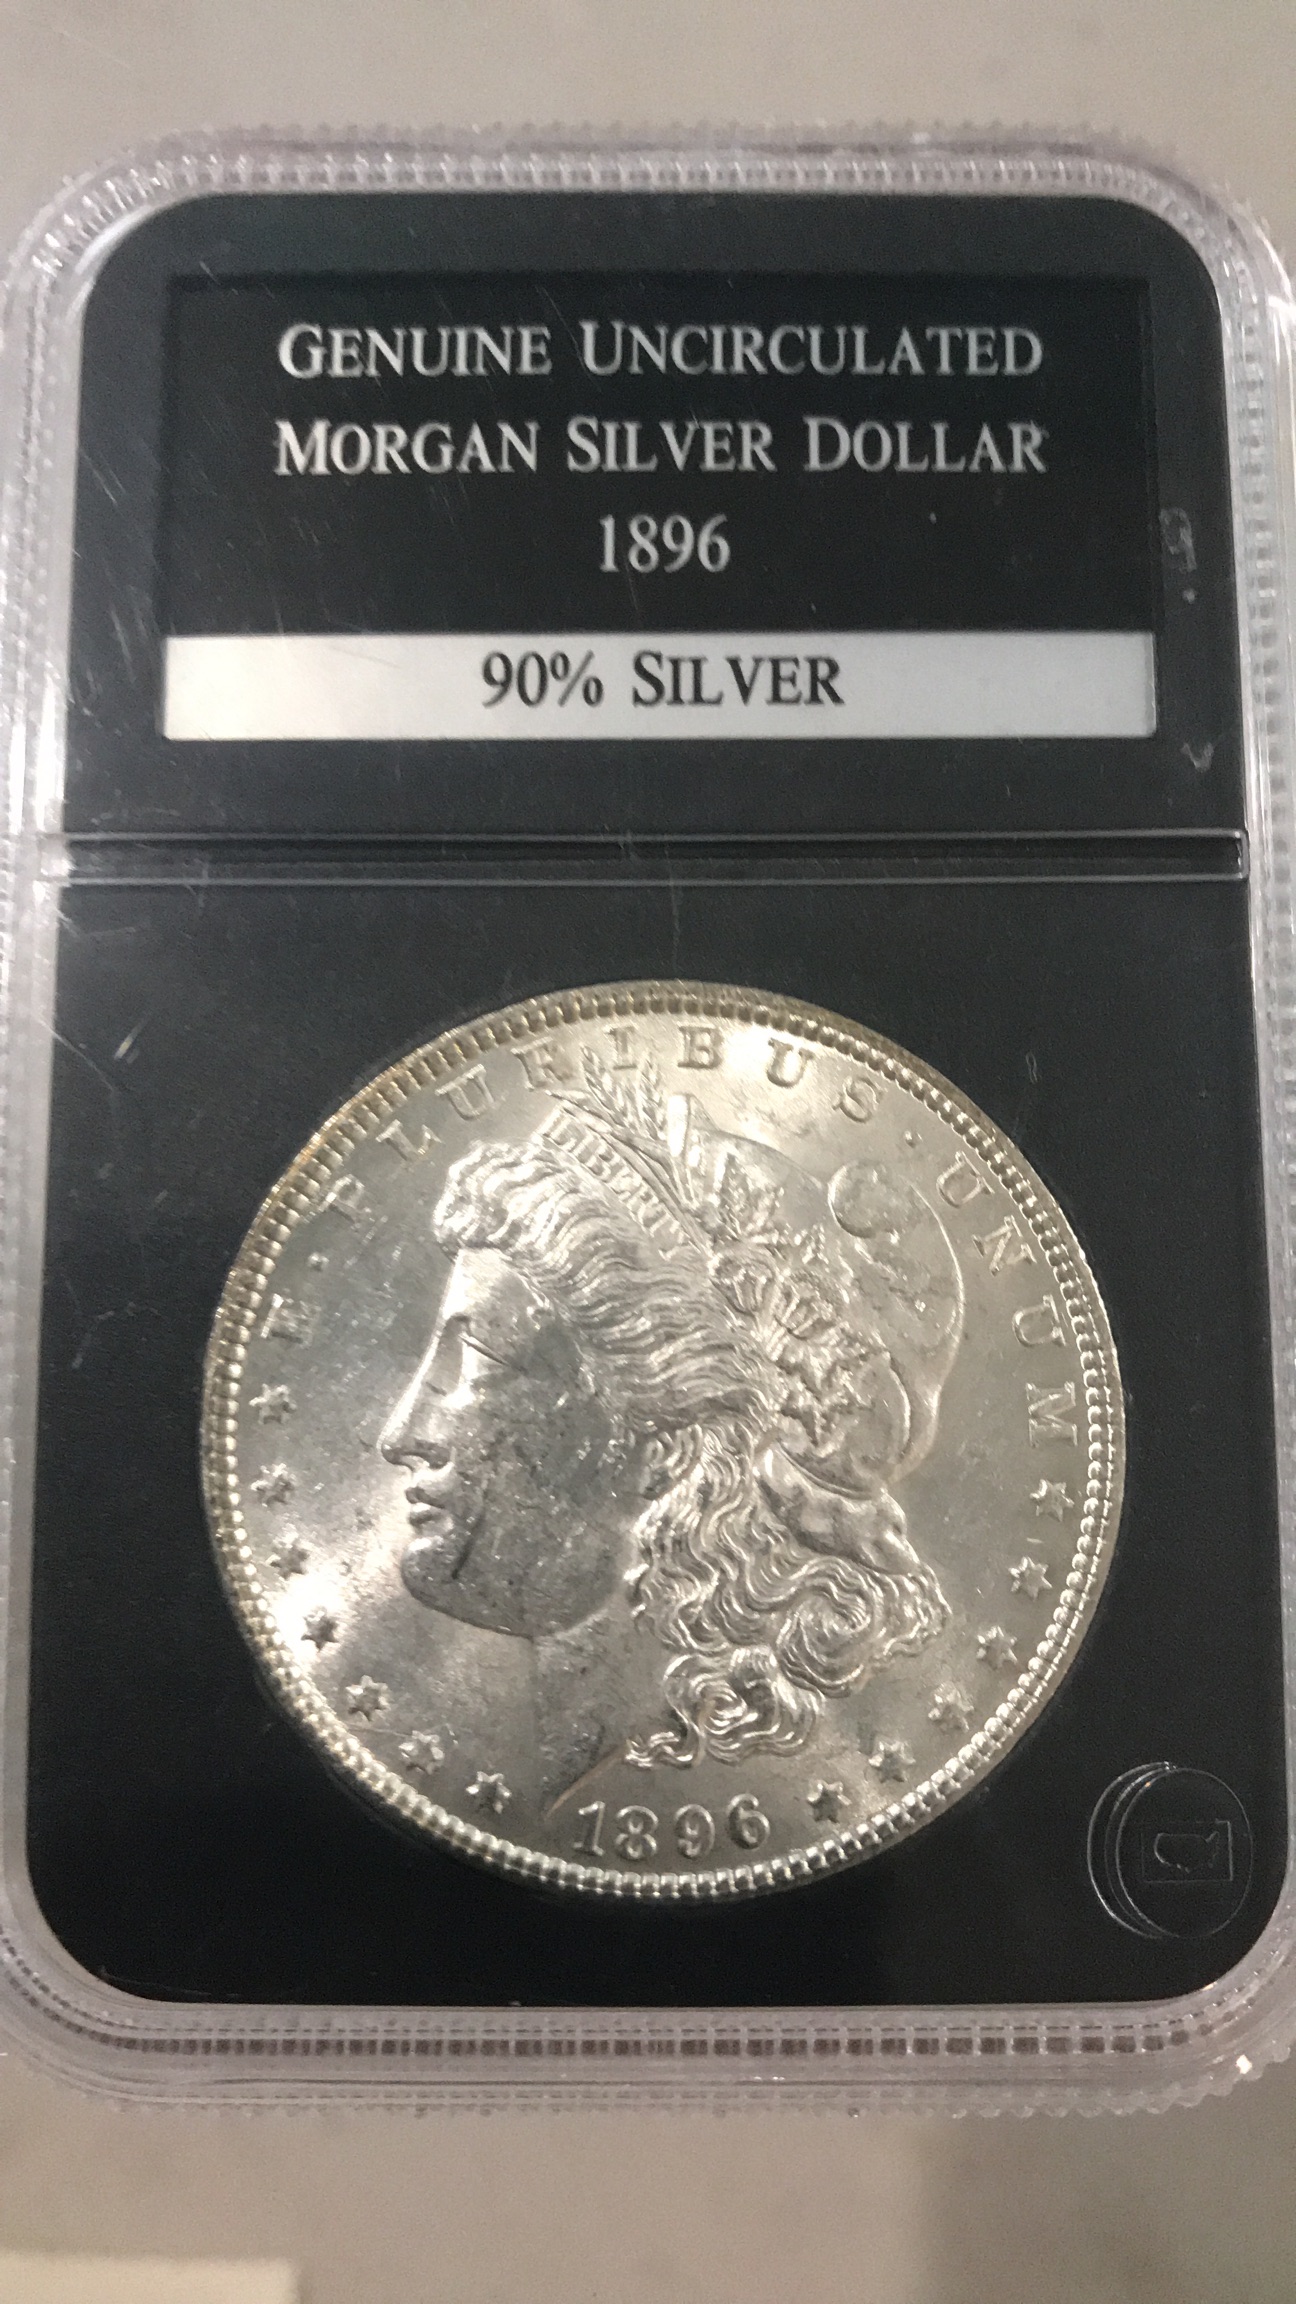 GENUINE UNCIRCULATED
MORGAN SILVER DOLLAR
1896
90% SILVER
E · PLURIBUS · UNUM
LIBERTY
1896